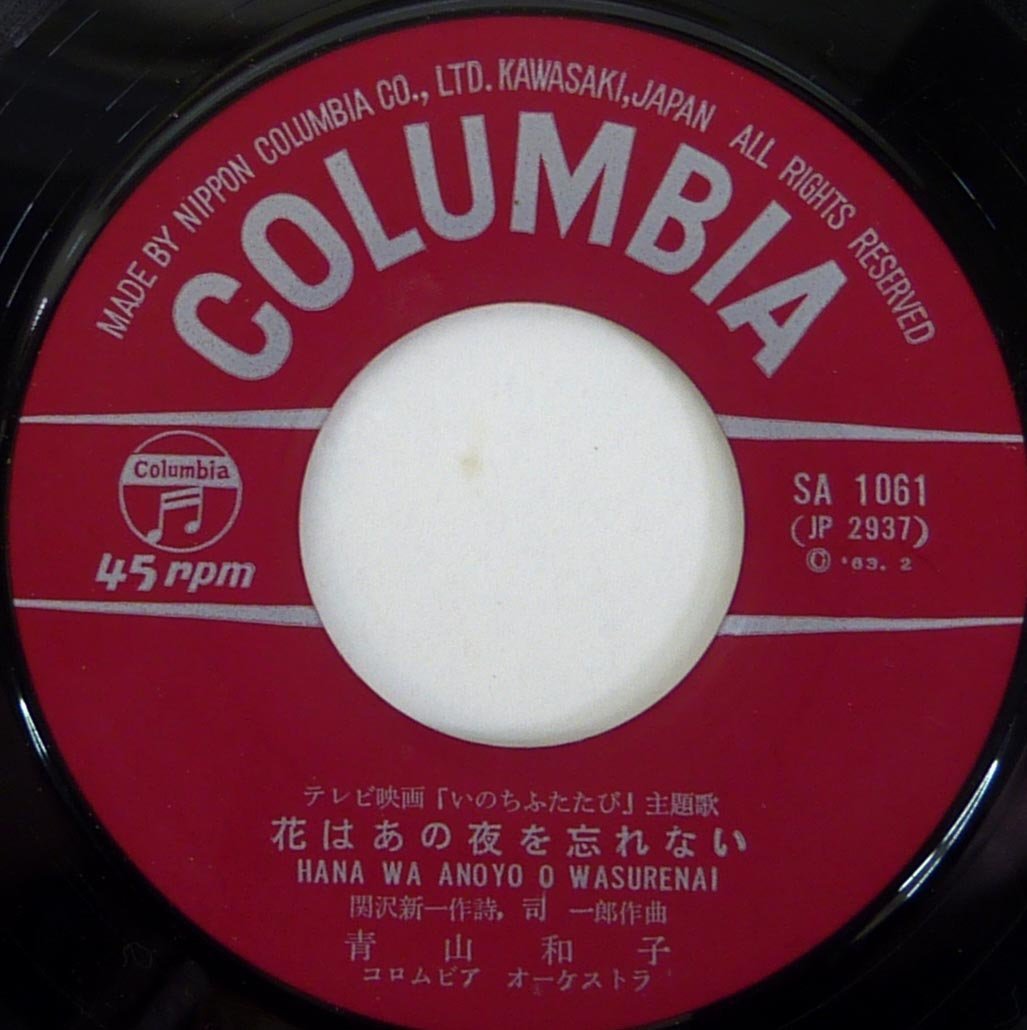 MADE BY NIPPON COLUMBIA CO., LTD. KAWASAKI, JAPAN ALL RIGHTS RESERVED
COLUMBIA
Columbia
45 rpm
SA 1061
(JP 2937)
Ⓒ '63. 2
テレビ映画『いのちふたたび』主題歌
花はあの夜を忘れない
HANA WA ANOYO O WASURENAI
関沢新一作詩, 司 一郎作曲
青山和子
コロムビア オーケストラ